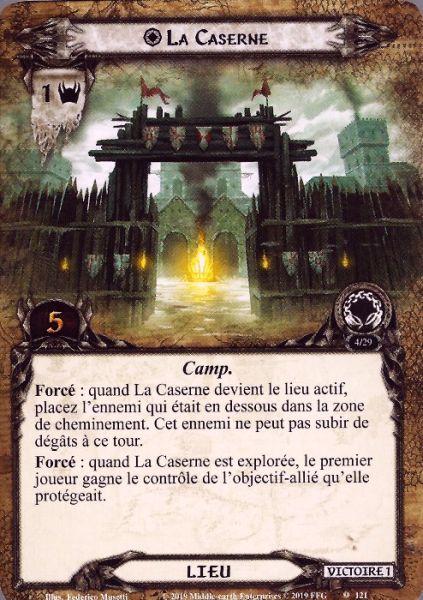 La Caserne
1
5
4/29
Camp.
Forcé : quand La Caserne devient le lieu actif,
placez l'ennemi qui était en dessous dans la zone
de cheminement. Cet ennemi ne peut pas subir de
dégâts à ce tour.
Forcé : quand La Caserne est explorée, le premier
joueur gagne le contrôle de l'objectif-allié qu'elle
protégeait.
LIEU
VICTOIRE 1
Illus. Federico Musetti © 2019 Middle-earth Enterprises © 2019 FFG 121